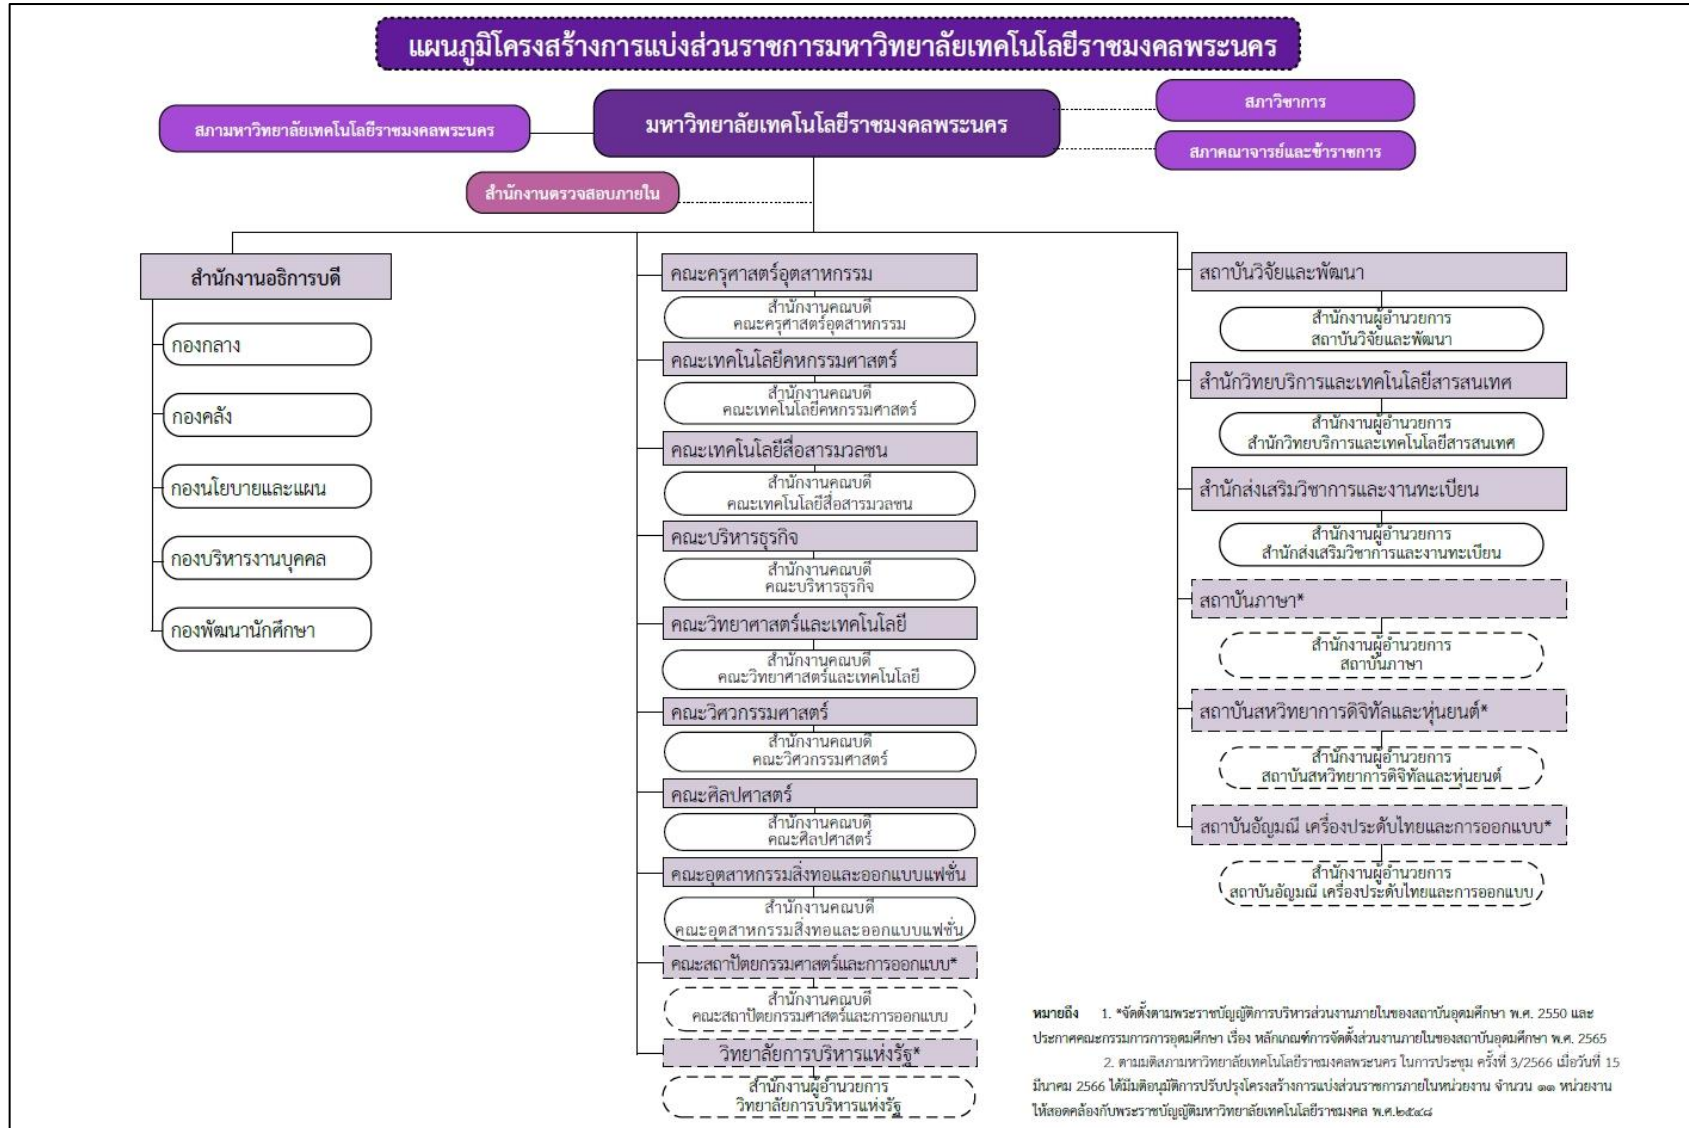 แผนภูมิโครงสร้างการแบ่งส่วนราชการมหาวิทยาลัยเทคโนโลยีราชมงคลพระนคร
สภามหาวิทยาลัยเทคโนโลยีราชมงคลพระนคร
มหาวิทยาลัยเทคโนโลยีราชมงคลพระนคร
สภาวิชาการ
สภาคณาจารย์และข้าราชการ
สำนักงานตรวจสอบภายใน
สำนักงานอธิการบดี
กองกลาง
กองคลัง
กองนโยบายและแผน
กองบริหารงานบุคคล
กองพัฒนานักศึกษา
คณะครุศาสตร์อุตสาหกรรม
สำนักงานคณบดี
คณะครุศาสตร์อุตสาหกรรม
คณะเทคโนโลยีคหกรรมศาสตร์
สำนักงานคณบดี
คณะเทคโนโลยีคหกรรมศาสตร์
คณะเทคโนโลยีสื่อสารมวลชน
สำนักงานคณบดี
คณะเทคโนโลยีสื่อสารมวลชน
คณะบริหารธุรกิจ
สำนักงานคณบดี
คณะบริหารธุรกิจ
คณะวิทยาศาสตร์และเทคโนโลยี
สำนักงานคณบดี
คณะวิทยาศาสตร์และเทคโนโลยี
คณะวิศวกรรมศาสตร์
สำนักงานคณบดี
คณะวิศวกรรมศาสตร์
คณะศิลปศาสตร์
สำนักงานคณบดี
คณะศิลปศาสตร์
คณะอุตสาหกรรมสิ่งทอและออกแบบแฟชั่น
สำนักงานคณบดี
คณะอุตสาหกรรมสิ่งทอและออกแบบแฟชั่น
คณะสถาปัตยกรรมศาสตร์และการออกแบบ*
สำนักงานคณบดี
คณะสถาปัตยกรรมศาสตร์และการออกแบบ
วิทยาลัยการบริหารแห่งรัฐ*
สำนักงานผู้อำนวยการ
วิทยาลัยการบริหารแห่งรัฐ
สถาบันวิจัยและพัฒนา
สำนักงานผู้อำนวยการ
สถาบันวิจัยและพัฒนา
สำนักวิทยบริการและเทคโนโลยีสารสนเทศ
สำนักงานผู้อำนวยการ
สำนักวิทยบริการและเทคโนโลยีสารสนเทศ
สำนักส่งเสริมวิชาการและงานทะเบียน
สำนักงานผู้อำนวยการ
สำนักส่งเสริมวิชาการและงานทะเบียน
สถาบันภาษา*
สำนักงานผู้อำนวยการ
สถาบันภาษา
สถาบันสหวิทยาการดิจิทัลและหุ่นยนต์*
สำนักงานผู้อำนวยการ
สถาบันสหวิทยาการดิจิทัลและหุ่นยนต์
สถาบันอัญมณี เครื่องประดับไทยและการออกแบบ*
สำนักงานผู้อำนวยการ
สถาบันอัญมณี เครื่องประดับไทยและการออกแบบ
หมายถึง 1. *จัดตั้งตามพระราชบัญญัติการบริหารส่วนงานภายในของสถาบันอุดมศึกษา พ.ศ. 2550 และ
ประกาศคณะกรรมการการอุดมศึกษา เรื่อง หลักเกณฑ์การจัดตั้งส่วนงานภายในของสถาบันอุดมศึกษา พ.ศ. 2565
2. ตามมติสภามหาวิทยาลัยเทคโนโลยีราชมงคลพระนคร ในการประชุม ครั้งที่ 3/2566 เมื่อวันที่ 15
มีนาคม 2566 ได้มีมติอนุมัติการปรับปรุงโครงสร้างการแบ่งส่วนราชการภายในหน่วยงาน จำนวน ๑๑ หน่วยงาน
ให้สอดคล้องกับพระราชบัญญัติมหาวิทยาลัยเทคโนโลยีราชมงคล พ.ศ.๒๕๔๘